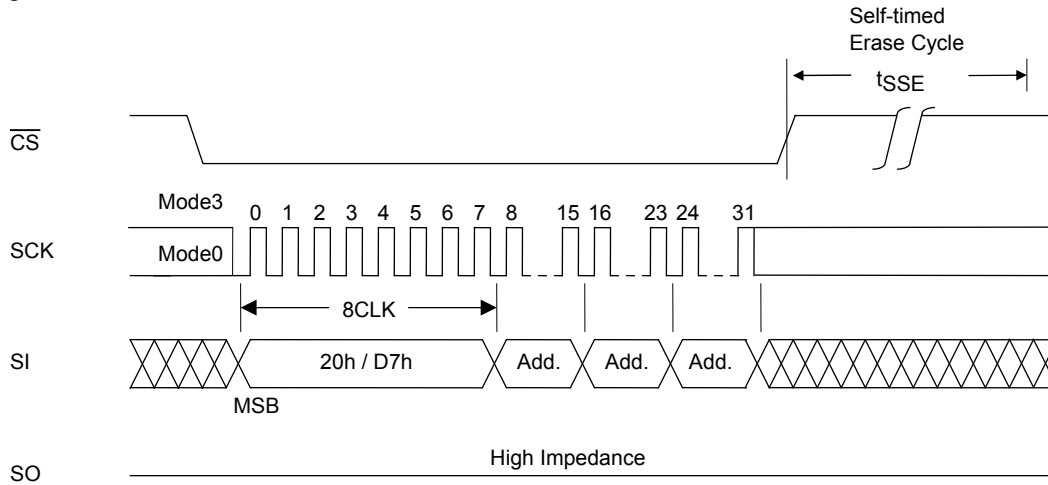 Self-timed
Erase Cycle
tSSE
CS
Mode3
0 1 2 3 4 5 6 7 8 15 16 23 24 31
SCK
Mode0
8CLK
SI
20h / D7h
Add.
Add.
Add.
MSB
High Impedance
SO